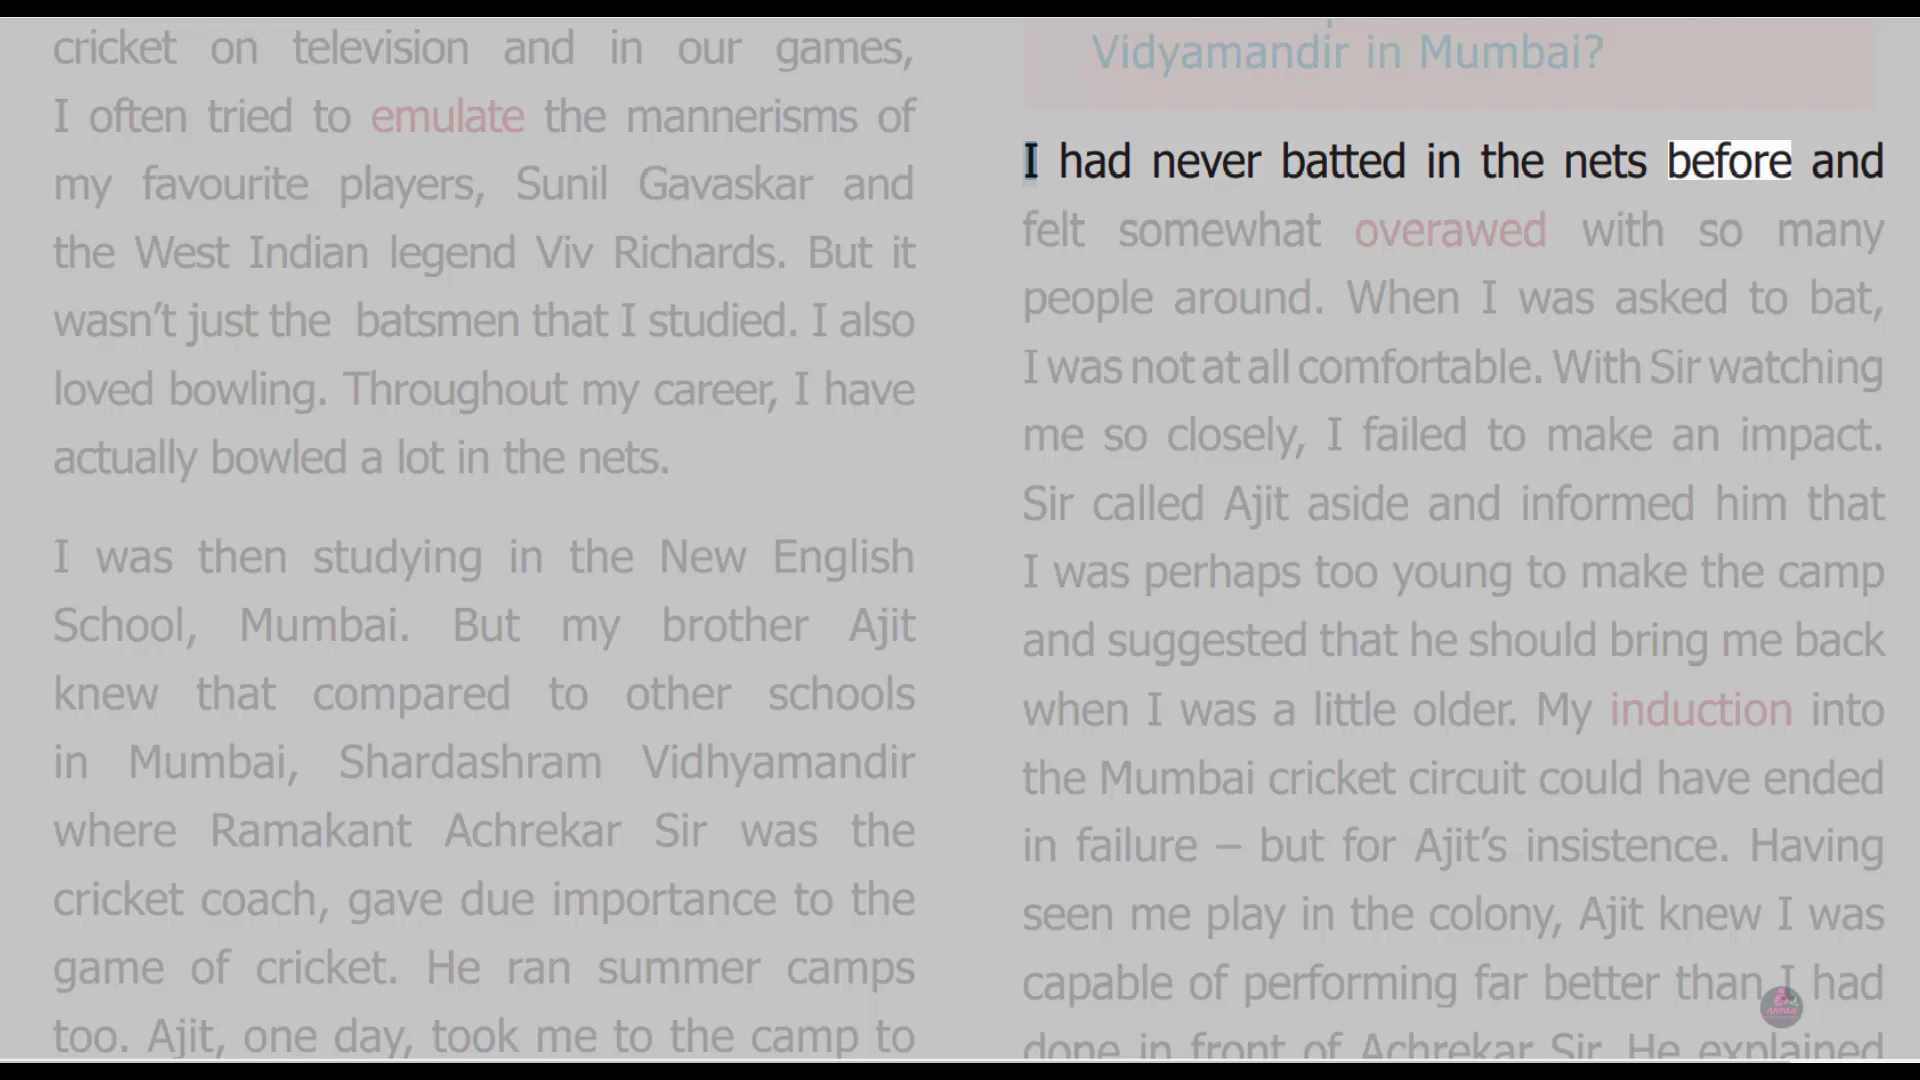 cricket on television and in our games,
I often tried to emulate the mannerisms of
my favourite players, Sunil Gavaskar and
the West Indian legend Viv Richards. But it
wasn’t just the batsmen that I studied. I also
loved bowling. Throughout my career, I have
actually bowled a lot in the nets.
I was then studying in the New English
School, Mumbai. But my brother Ajit
knew that compared to other schools
in Mumbai, Shardashram Vidhyamandir
where Ramakant Achrekar Sir was the
cricket coach, gave due importance to the
game of cricket. He ran summer camps
too. Ajit, one day, took me to the camp to
Vidyamandir in Mumbai?
I had never batted in the nets before and
felt somewhat overawed with so many
people around. When I was asked to bat,
I was not at all comfortable. With Sir watching
me so closely, I failed to make an impact.
Sir called Ajit aside and informed him that
I was perhaps too young to make the camp
and suggested that he should bring me back
when I was a little older. My induction into
the Mumbai cricket circuit could have ended
in failure – but for Ajit’s insistence. Having
seen me play in the colony, Ajit knew I was
capable of performing far better than I had
done in front of Achrekar Sir. He explained